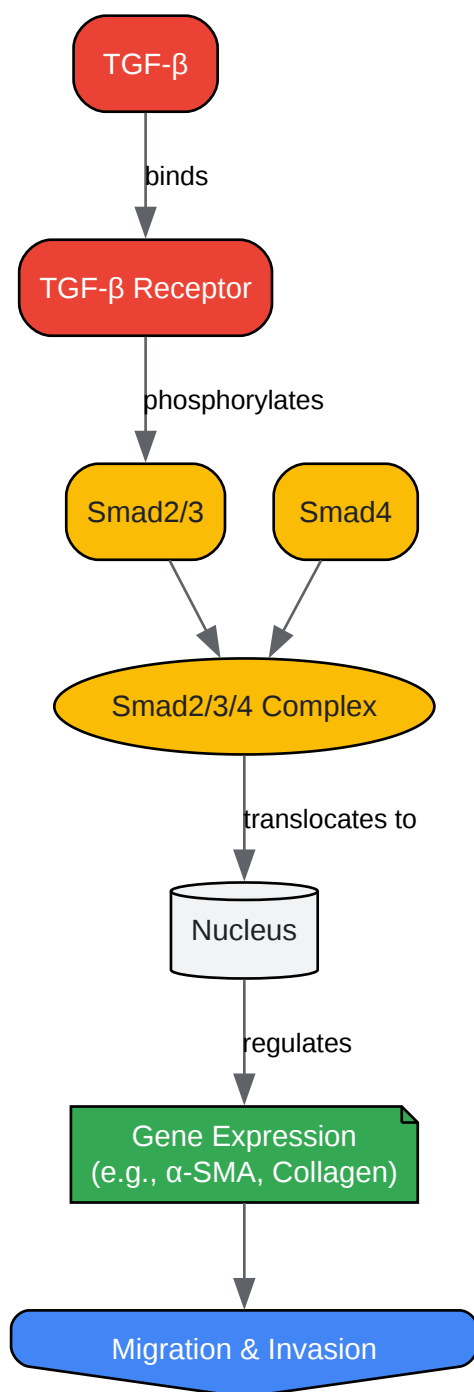 TGF-β
binds
TGF-β Receptor
phosphorylates
Smad2/3
Smad4
Smad2/3/4 Complex
translocates to
Nucleus
regulates
Gene Expression
(e.g., α-SMA, Collagen)
Migration & Invasion